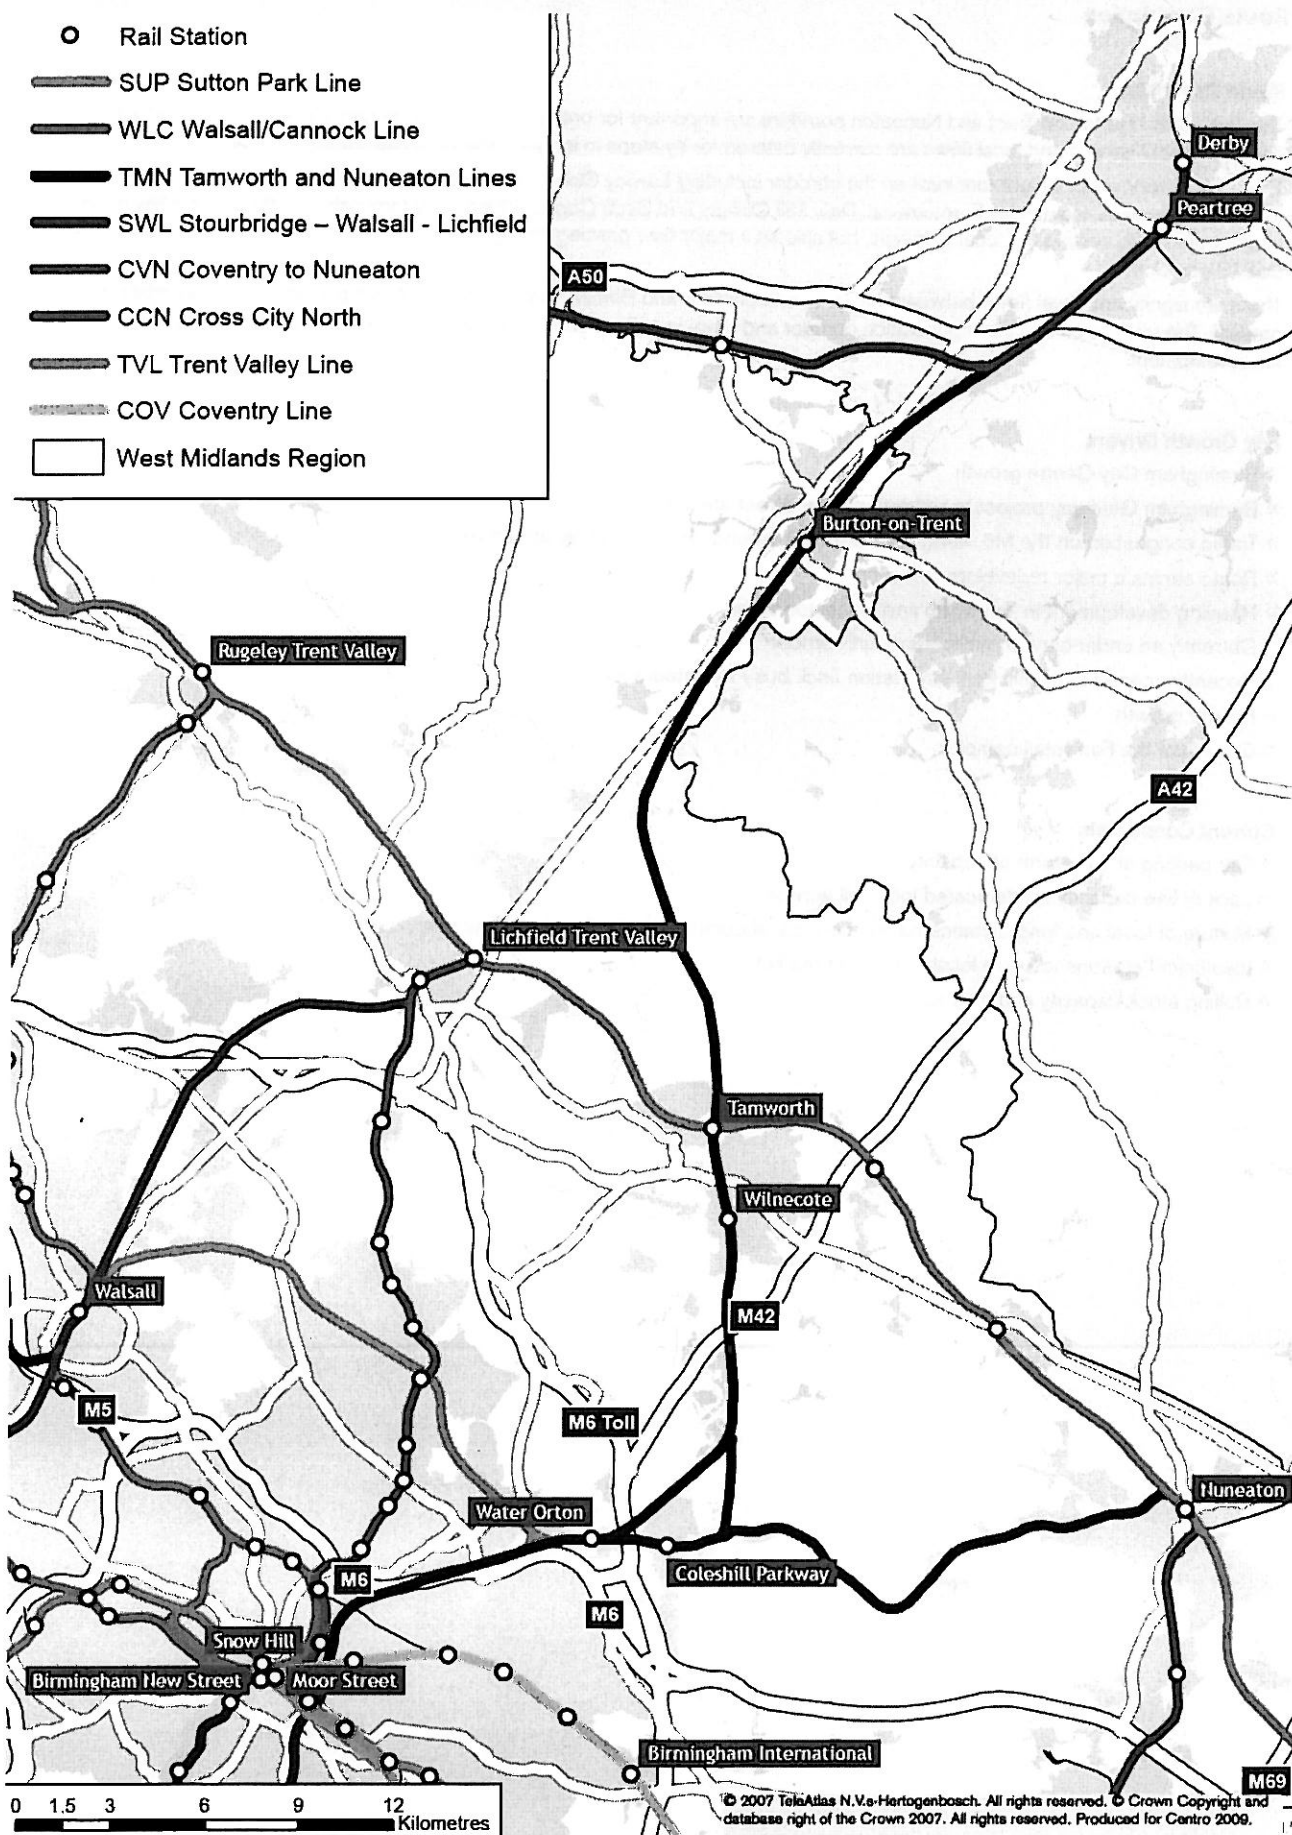 Rail Station
SUP Sutton Park Line
WLC Walsall/Cannock Line
TMN Tamworth and Nuneaton Lines
SWL Stourbridge – Walsall - Lichfield
CVN Coventry to Nuneaton
CCN Cross City North
TVL Trent Valley Line
COV Coventry Line
West Midlands Region
Derby
Peartree
A50
Burton-on-Trent
Rugeley Trent Valley
A42
Lichfield Trent Valley
Tamworth
Wilnecote
Walsall
M42
M5
M6 Toll
Nuneaton
Water Orton
Coleshill Parkway
M6
M6
Snow Hill
Birmingham New Street
Moor Street
Birmingham International
M69
0 1.5 3 6 9 12
Kilometres
© 2007 TeleAtlas N.V.s-Hertogenbosch. All rights reserved. © Crown Copyright and
database right of the Crown 2007. All rights reserved. Produced for Centro 2009.